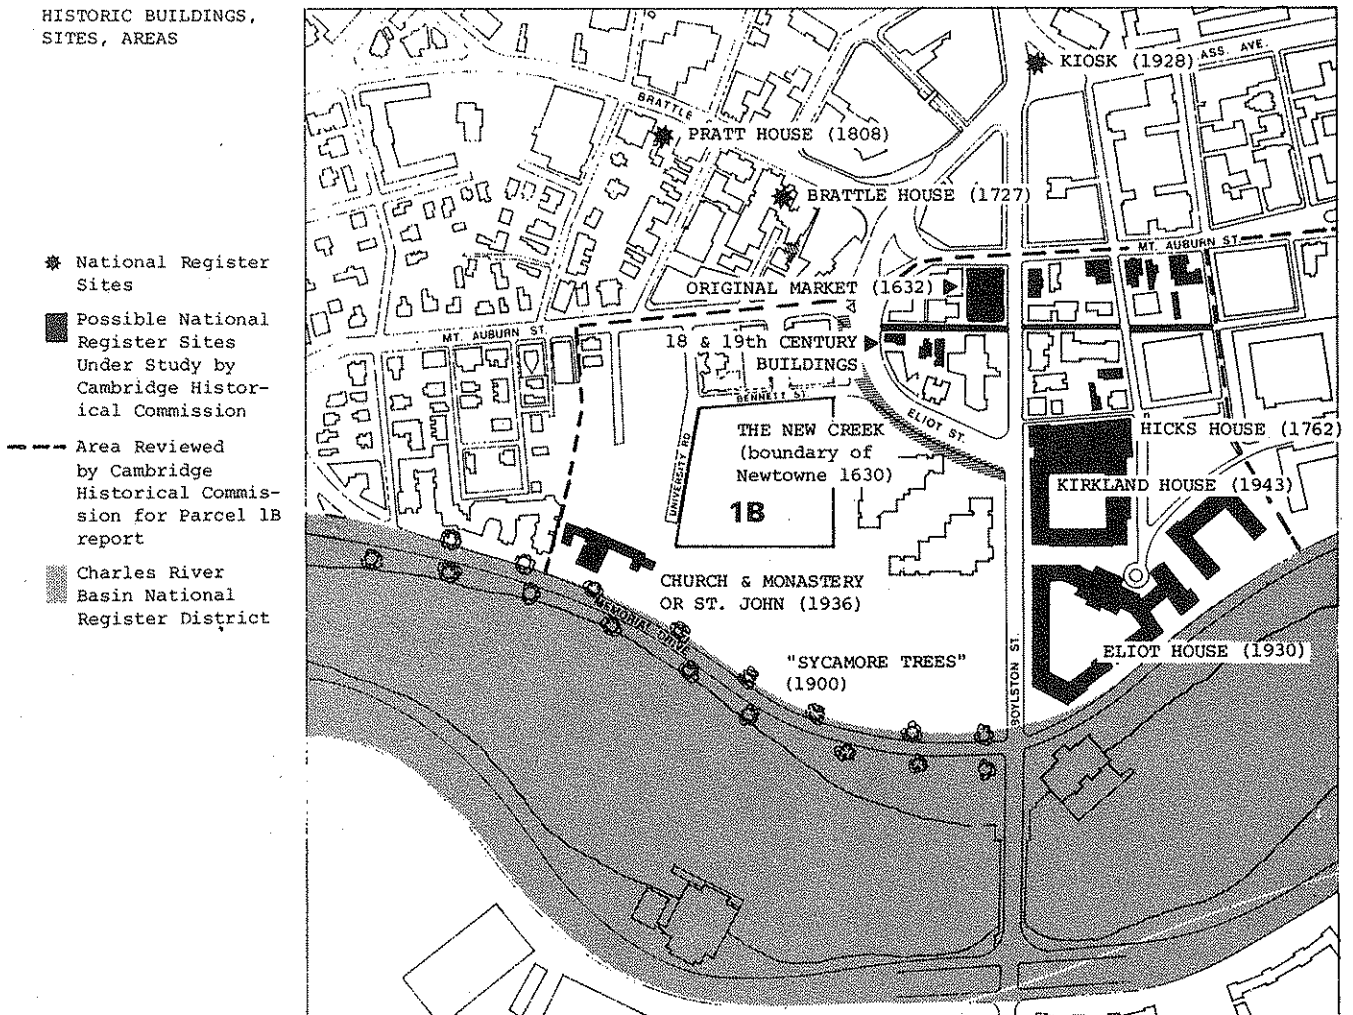 HISTORIC BUILDINGS,
SITES, AREAS
National Register
Sites
Possible National
Register Sites
Under Study by
Cambridge Histor-
ical Commission
Area Reviewed
by Cambridge
Historical Commis-
sion for Parcel 1B
report
Charles River
Basin National
Register District
ASS. AVE.
KIOSK (1928)
BRATTLE
PRATT HOUSE (1808)
BRATTLE HOUSE (1727)
MT. AUBURN ST.
ORIGINAL MARKET (1632)
MT. AUBURN ST.
18 & 19th CENTURY
BUILDINGS
BENNETT ST.
ELIOT ST.
THE NEW CREEK
(boundary of
Newtowne 1630)
HICKS HOUSE (1762)
UNIVERSITY RD
1B
KIRKLAND HOUSE (1943)
CHURCH & MONASTERY
OR ST. JOHN (1936)
MEMORIAL DRIVE
"SYCAMORE TREES"
(1900)
ELIOT HOUSE (1930)
BOYLSTON ST.